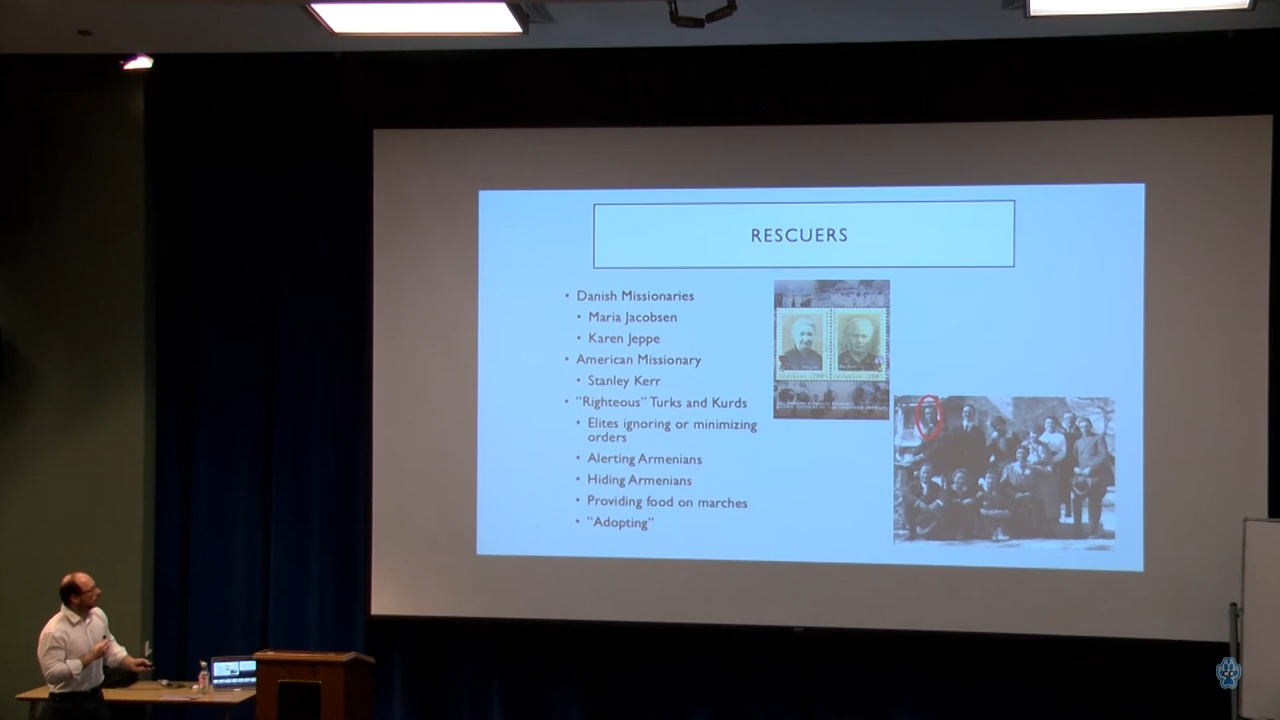 RESCUERS
• Danish Missionaries
• Maria Jacobsen
• Karen Jeppe
• American Missionary
• Stanley Kerr
• "Righteous" Turks and Kurds
• Elites ignoring or minimizing
orders
• Alerting Armenians
• Hiding Armenians
• Providing food on marches
• "Adopting"
CC